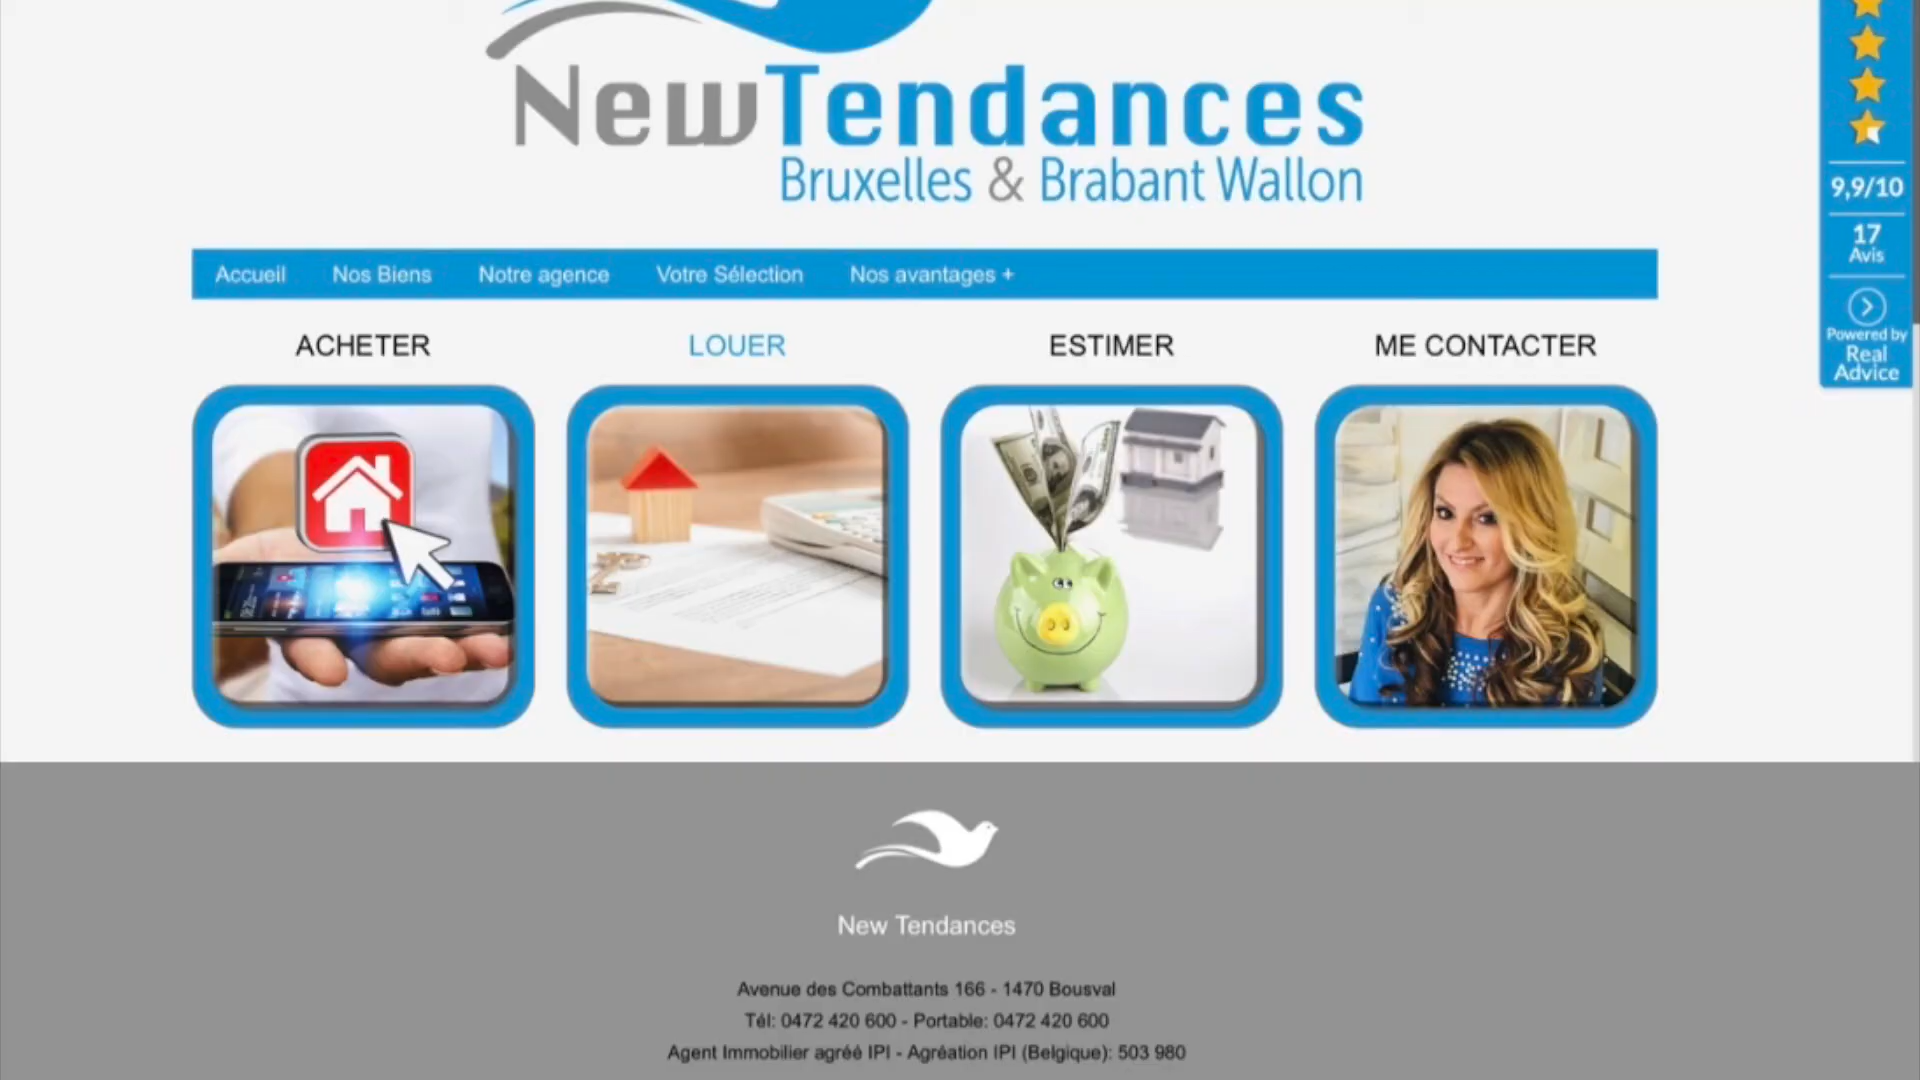 NewTendances
Bruxelles & Brabant Wallon
9,9/10
17
Avis
Powered by
Real
Advice
Accueil Nos Biens Notre agence Votre Sélection Nos avantages +
ACHETER LOUER ESTIMER ME CONTACTER
New Tendances
Avenue des Combattants 166 - 1470 Bousval
Tél: 0472 420 600 - Portable: 0472 420 600
Agent Immobilier agréé IPI - Agréation IPI (Belgique): 503 980